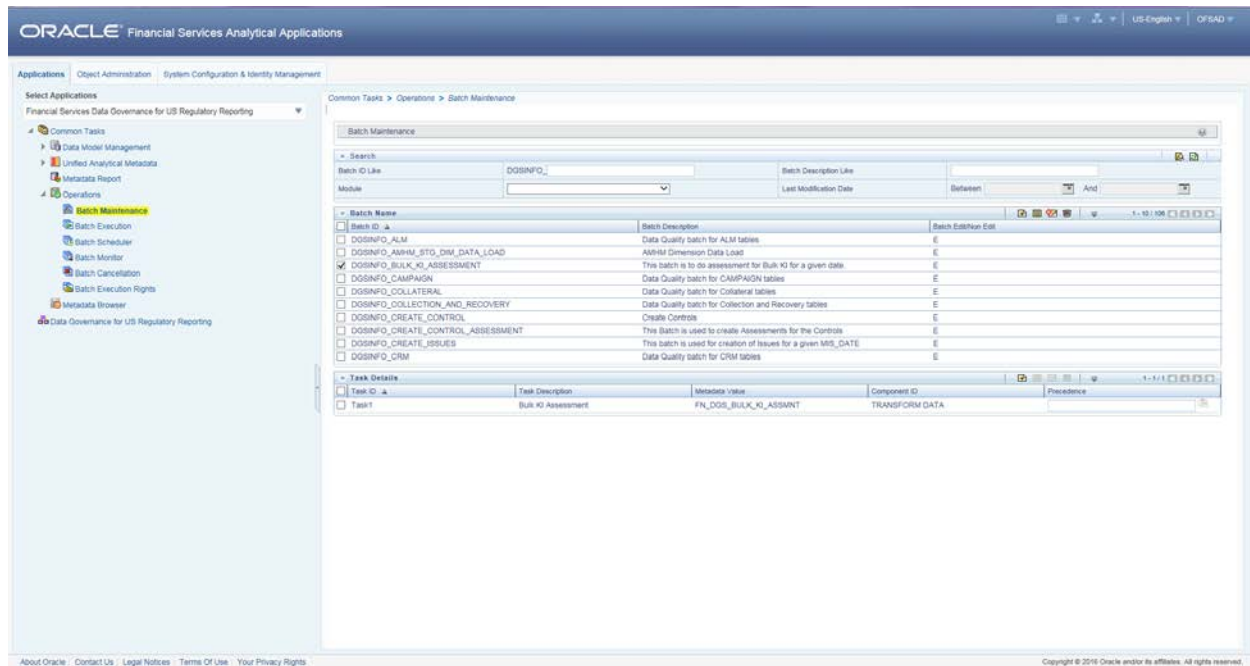 ORACLE Financial Services Analytical Applications
US-English OFSAD
Applications Object Administration System Configuration & Identity Management
Select Applications
Financial Services Data Governance for US Regulatory Reporting
Common Tasks
Data Model Management
Unified Analytical Metadata
Metadata Report
Operations
Batch Maintenance
Batch Execution
Batch Scheduler
Batch Monitor
Batch Cancellation
Batch Execution Rights
Metadata Browser
Data Governance for US Regulatory Reporting
Common Tasks > Operations > Batch Maintenance
Batch Maintenance
Search
Batch ID Like DGSINFO_ Batch Description Like
Module Last Modification Date Between And
Batch Name 1 - 10 / 106
Batch ID Batch Description Batch Edit/Non Edit
DGSINFO_ALM Data Quality batch for ALM tables E
DGSINFO_AMHM_STG_DIM_DATA_LOAD AMHM Dimension Data Load E
DGSINFO_BULK_KI_ASSESSMENT This batch is to do assessment for Bulk KI for a given date. E
DGSINFO_CAMPAIGN Data Quality batch for CAMPAIGN tables E
DGSINFO_COLLATERAL Data Quality batch for Collateral tables E
DGSINFO_COLLECTION_AND_RECOVERY Data Quality batch for Collection and Recovery tables E
DGSINFO_CREATE_CONTROL Create Controls E
DGSINFO_CREATE_CONTROL_ASSESSMENT This Batch is used to create Assessments for the Controls E
DGSINFO_CREATE_ISSUES This batch is used for creation of Issues for a given MIS_DATE E
DGSINFO_CRM Data Quality batch for CRM tables E
Task Details 1 - 1 / 1
Task ID Task Description Metadata Value Component ID Precedence
Task1 Bulk KI Assessment FN_DGS_BULK_KI_ASSMNT TRANSFORM DATA
About Oracle Contact Us Legal Notices Terms Of Use Your Privacy Rights
Copyright © 2016 Oracle and/or its affiliates. All rights reserved.